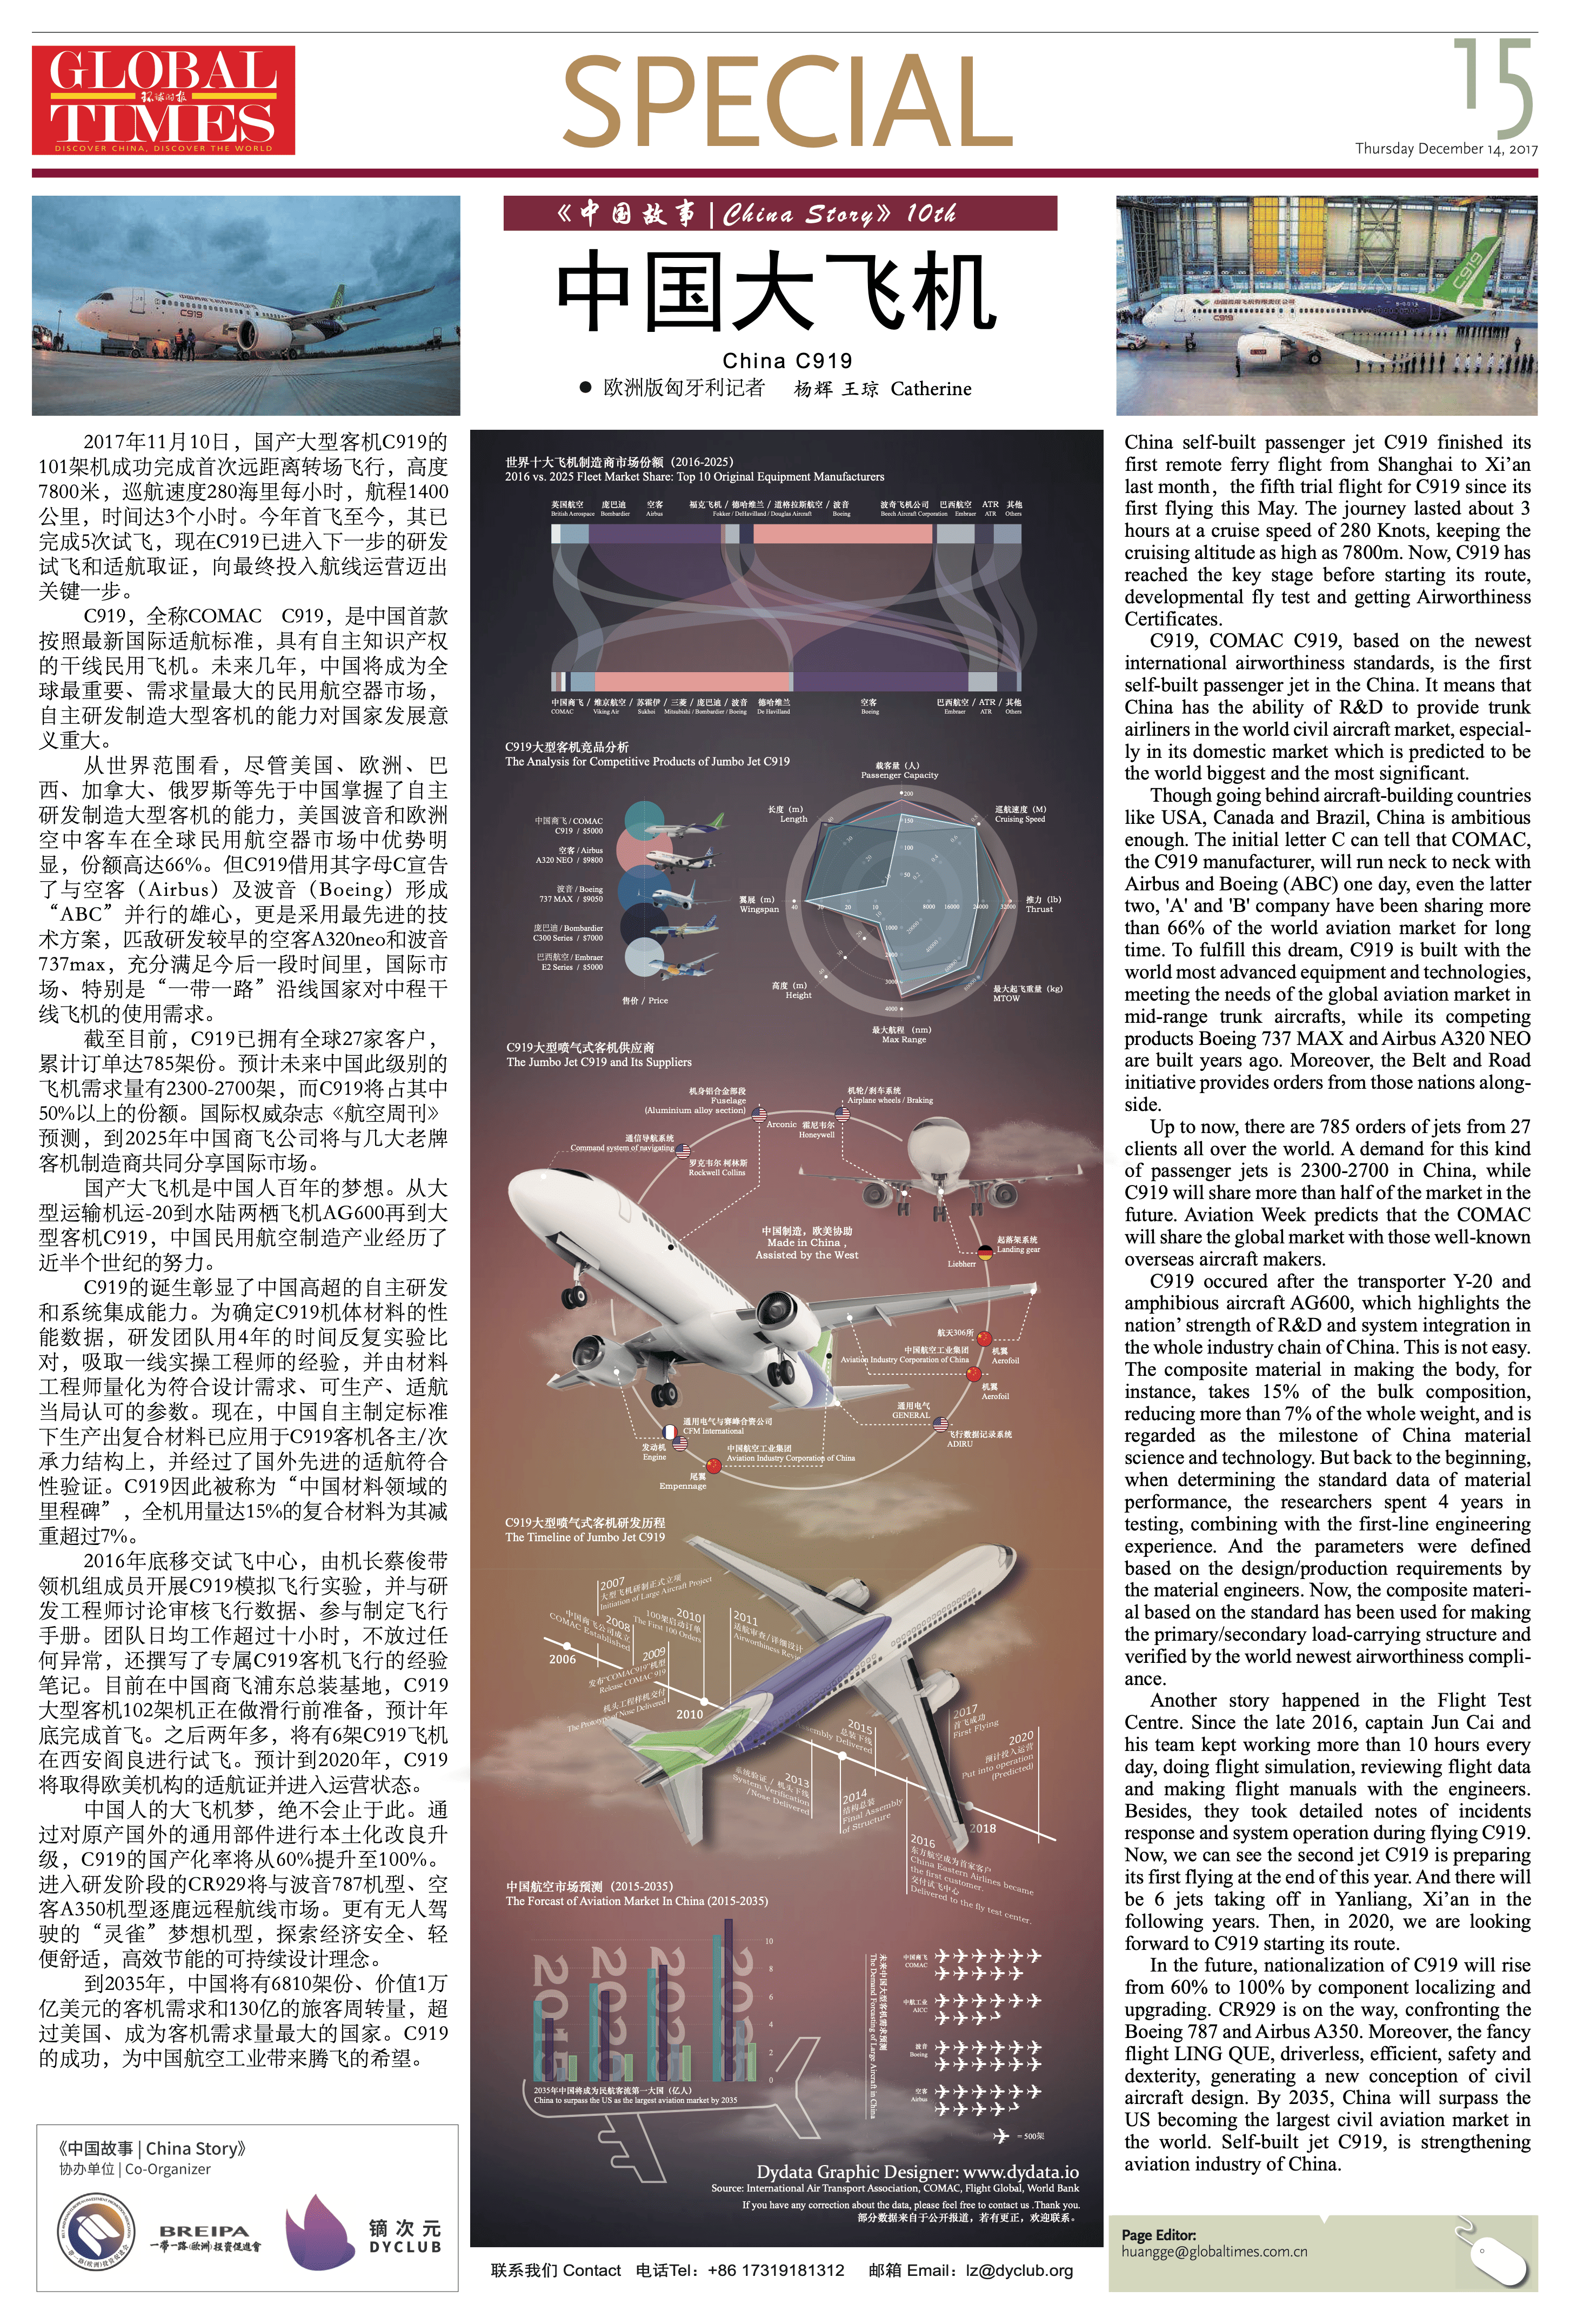 GLOBAL
环球时报
TIMES
DISCOVER CHINA, DISCOVER THE WORLD
SPECIAL
15
Thursday December 14, 2017
《中国故事 | China Story》 10th
中国大飞机
China C919
● 欧洲版匈牙利记者 杨辉 王琼 Catherine
2017年11月10日，国产大型客机C919的
101架机成功完成首次远距离转场飞行，高度
7800米，巡航速度280海里每小时，航程1400
公里，时间达3个小时。今年首飞至今，其已
完成5次试飞，现在C919已进入下一步的研发
试飞和适航取证，向最终投入航线运营迈出
关键一步。
C919，全称COMAC C919，是中国首款
按照最新国际适航标准，具有自主知识产权
的干线民用飞机。未来几年，中国将成为全
球最重要、需求量最大的民用航空器市场，
自主研发制造大型客机的能力对国家发展意
义重大。
从世界范围看，尽管美国、欧洲、巴
西、加拿大、俄罗斯等先于中国掌握了自主
研发制造大型客机的能力，美国波音和欧洲
空中客车在全球民用航空器市场中优势明
显，份额高达66%。但C919借用其字母C宣告
了与空客（Airbus）及波音（Boeing）形成
“ABC”并行的雄心，更是采用最先进的技
术方案，匹敌研发较早的空客A320neo和波音
737max，充分满足今后一段时间里，国际市
场、特别是“一带一路”沿线国家对中程干
线飞机的使用需求。
截至目前，C919已拥有全球27家客户，
累计订单达785架份。预计未来中国此级别的
飞机需求量有2300-2700架，而C919将占其中
50%以上的份额。国际权威杂志《航空周刊》
预测，到2025年中国商飞公司将与几大老牌
客机制造商共同分享国际市场。
国产大飞机是中国人百年的梦想。从大
型运输机运-20到水陆两栖飞机AG600再到大
型客机C919，中国民用航空制造产业经历了
近半个世纪的努力。
C919的诞生彰显了中国高超的自主研发
和系统集成能力。为确定C919机体材料的性
能数据，研发团队用4年的时间反复实验比
对，吸取一线实操工程师的经验，并由材料
工程师量化为符合设计需求、可生产、适航
当局认可的参数。现在，中国自主制定标准
下生产出复合材料已应用于C919客机各主/次
承力结构上，并经过了国外先进的适航符合
性验证。C919因此被称为“中国材料领域的
里程碑”，全机用量达15%的复合材料为其减
重超过7%。
2016年底移交试飞中心，由机长蔡俊带
领机组成员开展C919模拟飞行实验，并与研
发工程师讨论审核飞行数据、参与制定飞行
手册。团队日均工作超过十小时，不放过任
何异常，还撰写了专属C919客机飞行的经验
笔记。目前在中国商飞浦东总装基地，C919
大型客机102架机正在做滑行前准备，预计年
底完成首飞。之后两年多，将有6架C919飞机
在西安阎良进行试飞。预计到2020年，C919
将取得欧美机构的适航证并进入运营状态。
中国人的大飞机梦，绝不会止于此。通
过对原产国外的通用部件进行本土化改良升
级，C919的国产化率将从60%提升至100%。
进入研发阶段的CR929将与波音787机型、空
客A350机型逐鹿远程航线市场。更有无人驾
驶的“灵雀”梦想机型，探索经济安全、轻
便舒适，高效节能的可持续设计理念。
到2035年，中国将有6810架份、价值1万
亿美元的客机需求和130亿的旅客周转量，超
过美国、成为客机需求量最大的国家。C919
的成功，为中国航空工业带来腾飞的希望。
《中国故事 | China Story》
协办单位 | Co-Organizer
BREIPA
一带一路(欧洲)投资促进会
镝次元
DYCLUB
世界十大飞机制造商市场份额（2016-2025）
2016 vs. 2025 Fleet Market Share: Top 10 Original Equipment Manufacturers
英国航空 庞巴迪 空客 福克飞机 / 德哈维兰 / 道格拉斯航空 / 波音 波奇飞机公司 巴西航空 ATR 其他
British Aerospace Bombardier Airbus Fokker / DeHavilland / Douglas Aircraft Boeing Beech Aircraft Corporation Embraer ATR Others
中国商飞 / 维京航空 / 苏霍伊 / 三菱 / 庞巴迪 / 波音 德哈维兰 空客 巴西航空 / ATR / 其他
COMAC Viking Air Sukhoi Mitsubishi / Bombardier / Boeing De Havilland Boeing Embraer ATR Others
C919大型客机竞品分析
The Analysis for Competitive Products of Jumbo Jet C919
中国商飞 / COMAC
C919 / $5000
空客 / Airbus
A320 NEO / $9800
波音 / Boeing
737 MAX / $9050
庞巴迪 / Bombardier
C300 Series / $7000
巴西航空 / Embraer
E2 Series / $5000
售价 / Price
载客量（人）
Passenger Capacity
巡航速度（M）
Cruising Speed
推力（lb）
Thrust
最大起飞重量（kg）
MTOW
最大航程 （nm）
Max Range
高度（m）
Height
翼展（m）
Wingspan
长度（m）
Length
200
150
100
50
40 30 20 10
8000 16000 24000 32000
1000
2000
3000
4000
C919大型喷气式客机供应商
The Jumbo Jet C919 and Its Suppliers
机身铝合金部段
Fuselage
(Aluminium alloy section)
Arconic
机轮/刹车系统
Airplane wheels / Braking
霍尼韦尔
Honeywell
通信导航系统
Command system of navigating
罗克韦尔 柯林斯
Rockwell Collins
中国制造，欧美协助
Made in China ,
Assisted by the West
起落架系统
Landing gear
Liebherr
航天306所
机翼
Aerofoil
中国航空工业集团
Aviation Industry Corporation of China
机翼
Aerofoil
通用电气
GENERAL
飞行数据记录系统
ADIRU
通用电气与赛峰合资公司
CFM International
发动机
Engine
中国航空工业集团
Aviation Industry Corporation of China
尾翼
Empennage
C919大型喷气式客机研发历程
The Timeline of Jumbo Jet C919
2006
2007
大型飞机研制正式立项
Initiation of Large Aircraft Project
2008
中国商飞公司成立
COMAC Established
2009
发布“COMAC919”机型
Release COMAC 919
机头工程样机交付
The Prototype of Nose Delivered
2010
100架启动订单
The First 100 Orders
2010
2011
适航审查/详细设计
Airworthiness Revie
2013
系统验证 / 机头下线
System Verification
/Nose Delivered
2014
结构总装
Final Assembly
of Structure
2015
总装下线
ssembly Delivered
2016
东方航空成为首家客户
China Eastern Airlines became
the first customer.
交付试飞中心
Delivered to the fly test center.
2017
首飞成功
First Flying
2018
2020
预计投入运营
Put into operation
(Predicted)
中国航空市场预测（2015-2035）
The Forcast of Aviation Market In China (2015-2035)
2015
2020
2025
2035
10
8
6
4
2
0
2035年中国将成为民航客流第一大国（亿人）
China to surpass the US as the largest aviation market by 2035
未来中国大型客机需求预测
The Demand Forcasting of Large Aircraft in China
中国商飞
COMAC
中航工业
AICC
波音
Boeing
空客
Airbus
= 500架
Dydata Graphic Designer: www.dydata.io
Source: International Air Transport Association, COMAC, Flight Global, World Bank
If you have any correction about the data, please feel free to contact us .Thank you.
部分数据来自于公开报道，若有更正，欢迎联系。
联系我们 Contact 电话Tel：+86 17319181312 邮箱 Email：lz@dyclub.org
China self-built passenger jet C919 finished its
first remote ferry flight from Shanghai to Xi’an
last month, the fifth trial flight for C919 since its
first flying this May. The journey lasted about 3
hours at a cruise speed of 280 Knots, keeping the
cruising altitude as high as 7800m. Now, C919 has
reached the key stage before starting its route,
developmental fly test and getting Airworthiness
Certificates.
C919, COMAC C919, based on the newest
international airworthiness standards, is the first
self-built passenger jet in the China. It means that
China has the ability of R&D to provide trunk
airliners in the world civil aircraft market, especial-
ly in its domestic market which is predicted to be
the world biggest and the most significant.
Though going behind aircraft-building countries
like USA, Canada and Brazil, China is ambitious
enough. The initial letter C can tell that COMAC,
the C919 manufacturer, will run neck to neck with
Airbus and Boeing (ABC) one day, even the latter
two, 'A' and 'B' company have been sharing more
than 66% of the world aviation market for long
time. To fulfill this dream, C919 is built with the
world most advanced equipment and technologies,
meeting the needs of the global aviation market in
mid-range trunk aircrafts, while its competing
products Boeing 737 MAX and Airbus A320 NEO
are built years ago. Moreover, the Belt and Road
initiative provides orders from those nations along-
side.
Up to now, there are 785 orders of jets from 27
clients all over the world. A demand for this kind
of passenger jets is 2300-2700 in China, while
C919 will share more than half of the market in the
future. Aviation Week predicts that the COMAC
will share the global market with those well-known
overseas aircraft makers.
C919 occured after the transporter Y-20 and
amphibious aircraft AG600, which highlights the
nation’ strength of R&D and system integration in
the whole industry chain of China. This is not easy.
The composite material in making the body, for
instance, takes 15% of the bulk composition,
reducing more than 7% of the whole weight, and is
regarded as the milestone of China material
science and technology. But back to the beginning,
when determining the standard data of material
performance, the researchers spent 4 years in
testing, combining with the first-line engineering
experience. And the parameters were defined
based on the design/production requirements by
the material engineers. Now, the composite materi-
al based on the standard has been used for making
the primary/secondary load-carrying structure and
verified by the world newest airworthiness compli-
ance.
Another story happened in the Flight Test
Centre. Since the late 2016, captain Jun Cai and
his team kept working more than 10 hours every
day, doing flight simulation, reviewing flight data
and making flight manuals with the engineers.
Besides, they took detailed notes of incidents
response and system operation during flying C919.
Now, we can see the second jet C919 is preparing
its first flying at the end of this year. And there will
be 6 jets taking off in Yanliang, Xi’an in the
following years. Then, in 2020, we are looking
forward to C919 starting its route.
In the future, nationalization of C919 will rise
from 60% to 100% by component localizing and
upgrading. CR929 is on the way, confronting the
Boeing 787 and Airbus A350. Moreover, the fancy
flight LING QUE, driverless, efficient, safety and
dexterity, generating a new conception of civil
aircraft design. By 2035, China will surpass the
US becoming the largest civil aviation market in
the world. Self-built jet C919, is strengthening
aviation industry of China.
Page Editor:
huangge@globaltimes.com.cn